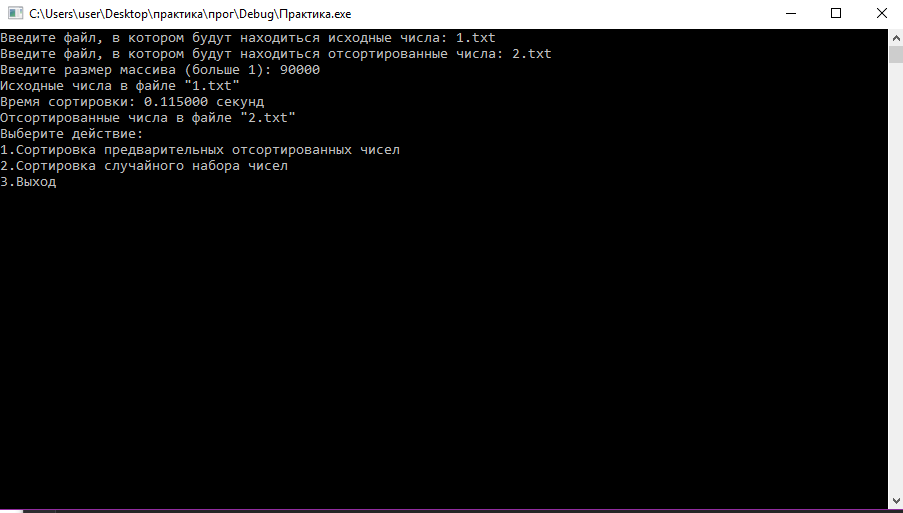 C:\Users\user\Desktop\практика\прог\Debug\Практика.exe
Введите файл, в котором будут находиться исходные числа: 1.txt
Введите файл, в котором будут находиться отсортированные числа: 2.txt
Введите размер массива (больше 1): 90000
Исходные числа в файле "1.txt"
Время сортировки: 0.115000 секунд
Отсортированные числа в файле "2.txt"
Выберите действие:
1.Сортировка предварительных отсортированных чисел
2.Сортировка случайного набора чисел
3.Выход